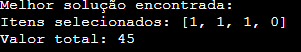 Melhor solução encontrada:
Itens selecionados: [1, 1, 1, 0]
Valor total: 45